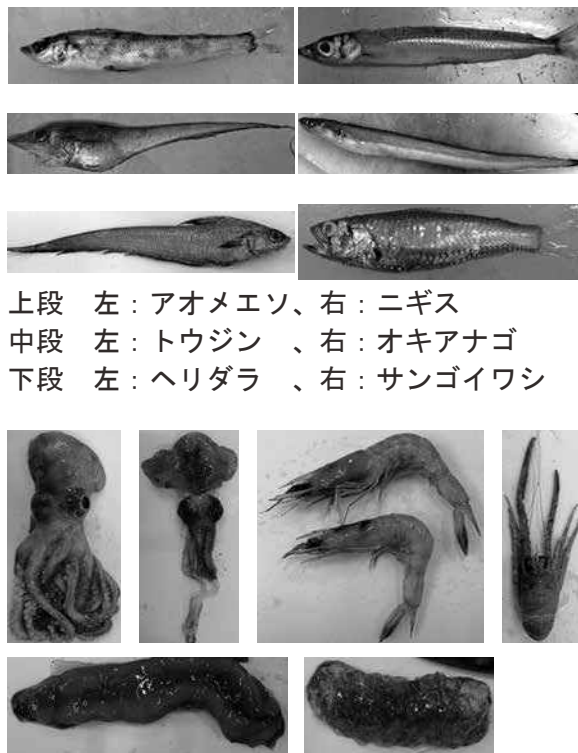 上段　左：アオメエソ、右：ニギス
中段　左：トウジン　、右：オキアナゴ
下段　左：ヘリダラ　、右：サンゴイワシ